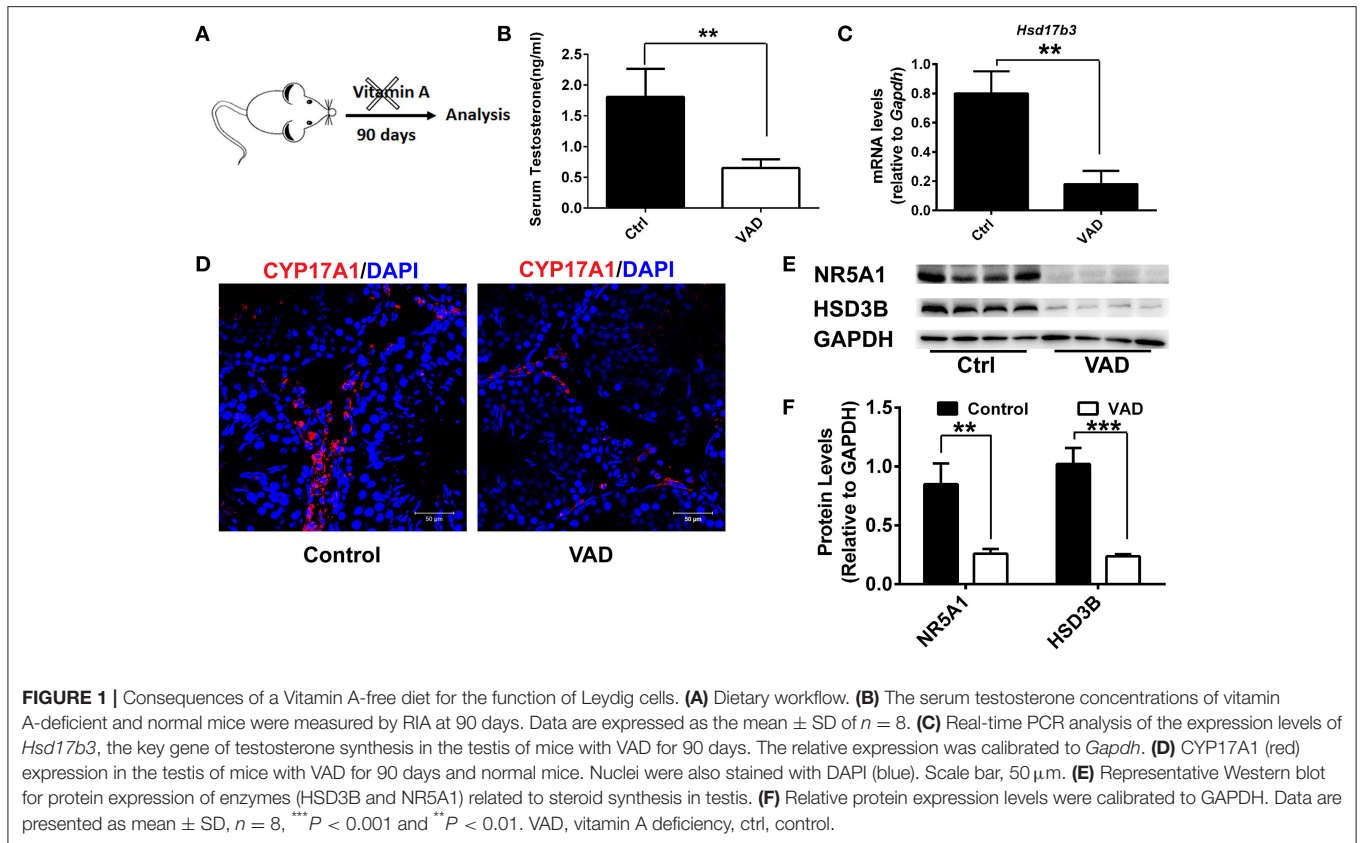 A
Vitamin A
90 days
Analysis
B
**
Serum Testosterone(ng/ml)
2.5
2.0
1.5
1.0
0.5
0.0
Ctrl
VAD
C
Hsd17b3
**
mRNA levels
(relative to Gapdh)
1.0
0.8
0.6
0.4
0.2
0.0
Ctrl
VAD
D
CYP17A1/DAPI
CYP17A1/DAPI
50 μm
50 μm
Control
VAD
E
NR5A1
HSD3B
GAPDH
Ctrl
VAD
F
Protein Levels
(Relative to GAPDH)
1.5
1.0
0.5
0.0
Control
VAD
**
***
NR5A1
HSD3B
FIGURE 1 | Consequences of a Vitamin A-free diet for the function of Leydig cells. (A) Dietary workflow. (B) The serum testosterone concentrations of vitamin
A-deficient and normal mice were measured by RIA at 90 days. Data are expressed as the mean ± SD of n = 8. (C) Real-time PCR analysis of the expression levels of
Hsd17b3, the key gene of testosterone synthesis in the testis of mice with VAD for 90 days. The relative expression was calibrated to Gapdh. (D) CYP17A1 (red)
expression in the testis of mice with VAD for 90 days and normal mice. Nuclei were also stained with DAPI (blue). Scale bar, 50 μm. (E) Representative Western blot
for protein expression of enzymes (HSD3B and NR5A1) related to steroid synthesis in testis. (F) Relative protein expression levels were calibrated to GAPDH. Data are
presented as mean ± SD, n = 8, ***P < 0.001 and **P < 0.01. VAD, vitamin A deficiency, ctrl, control.